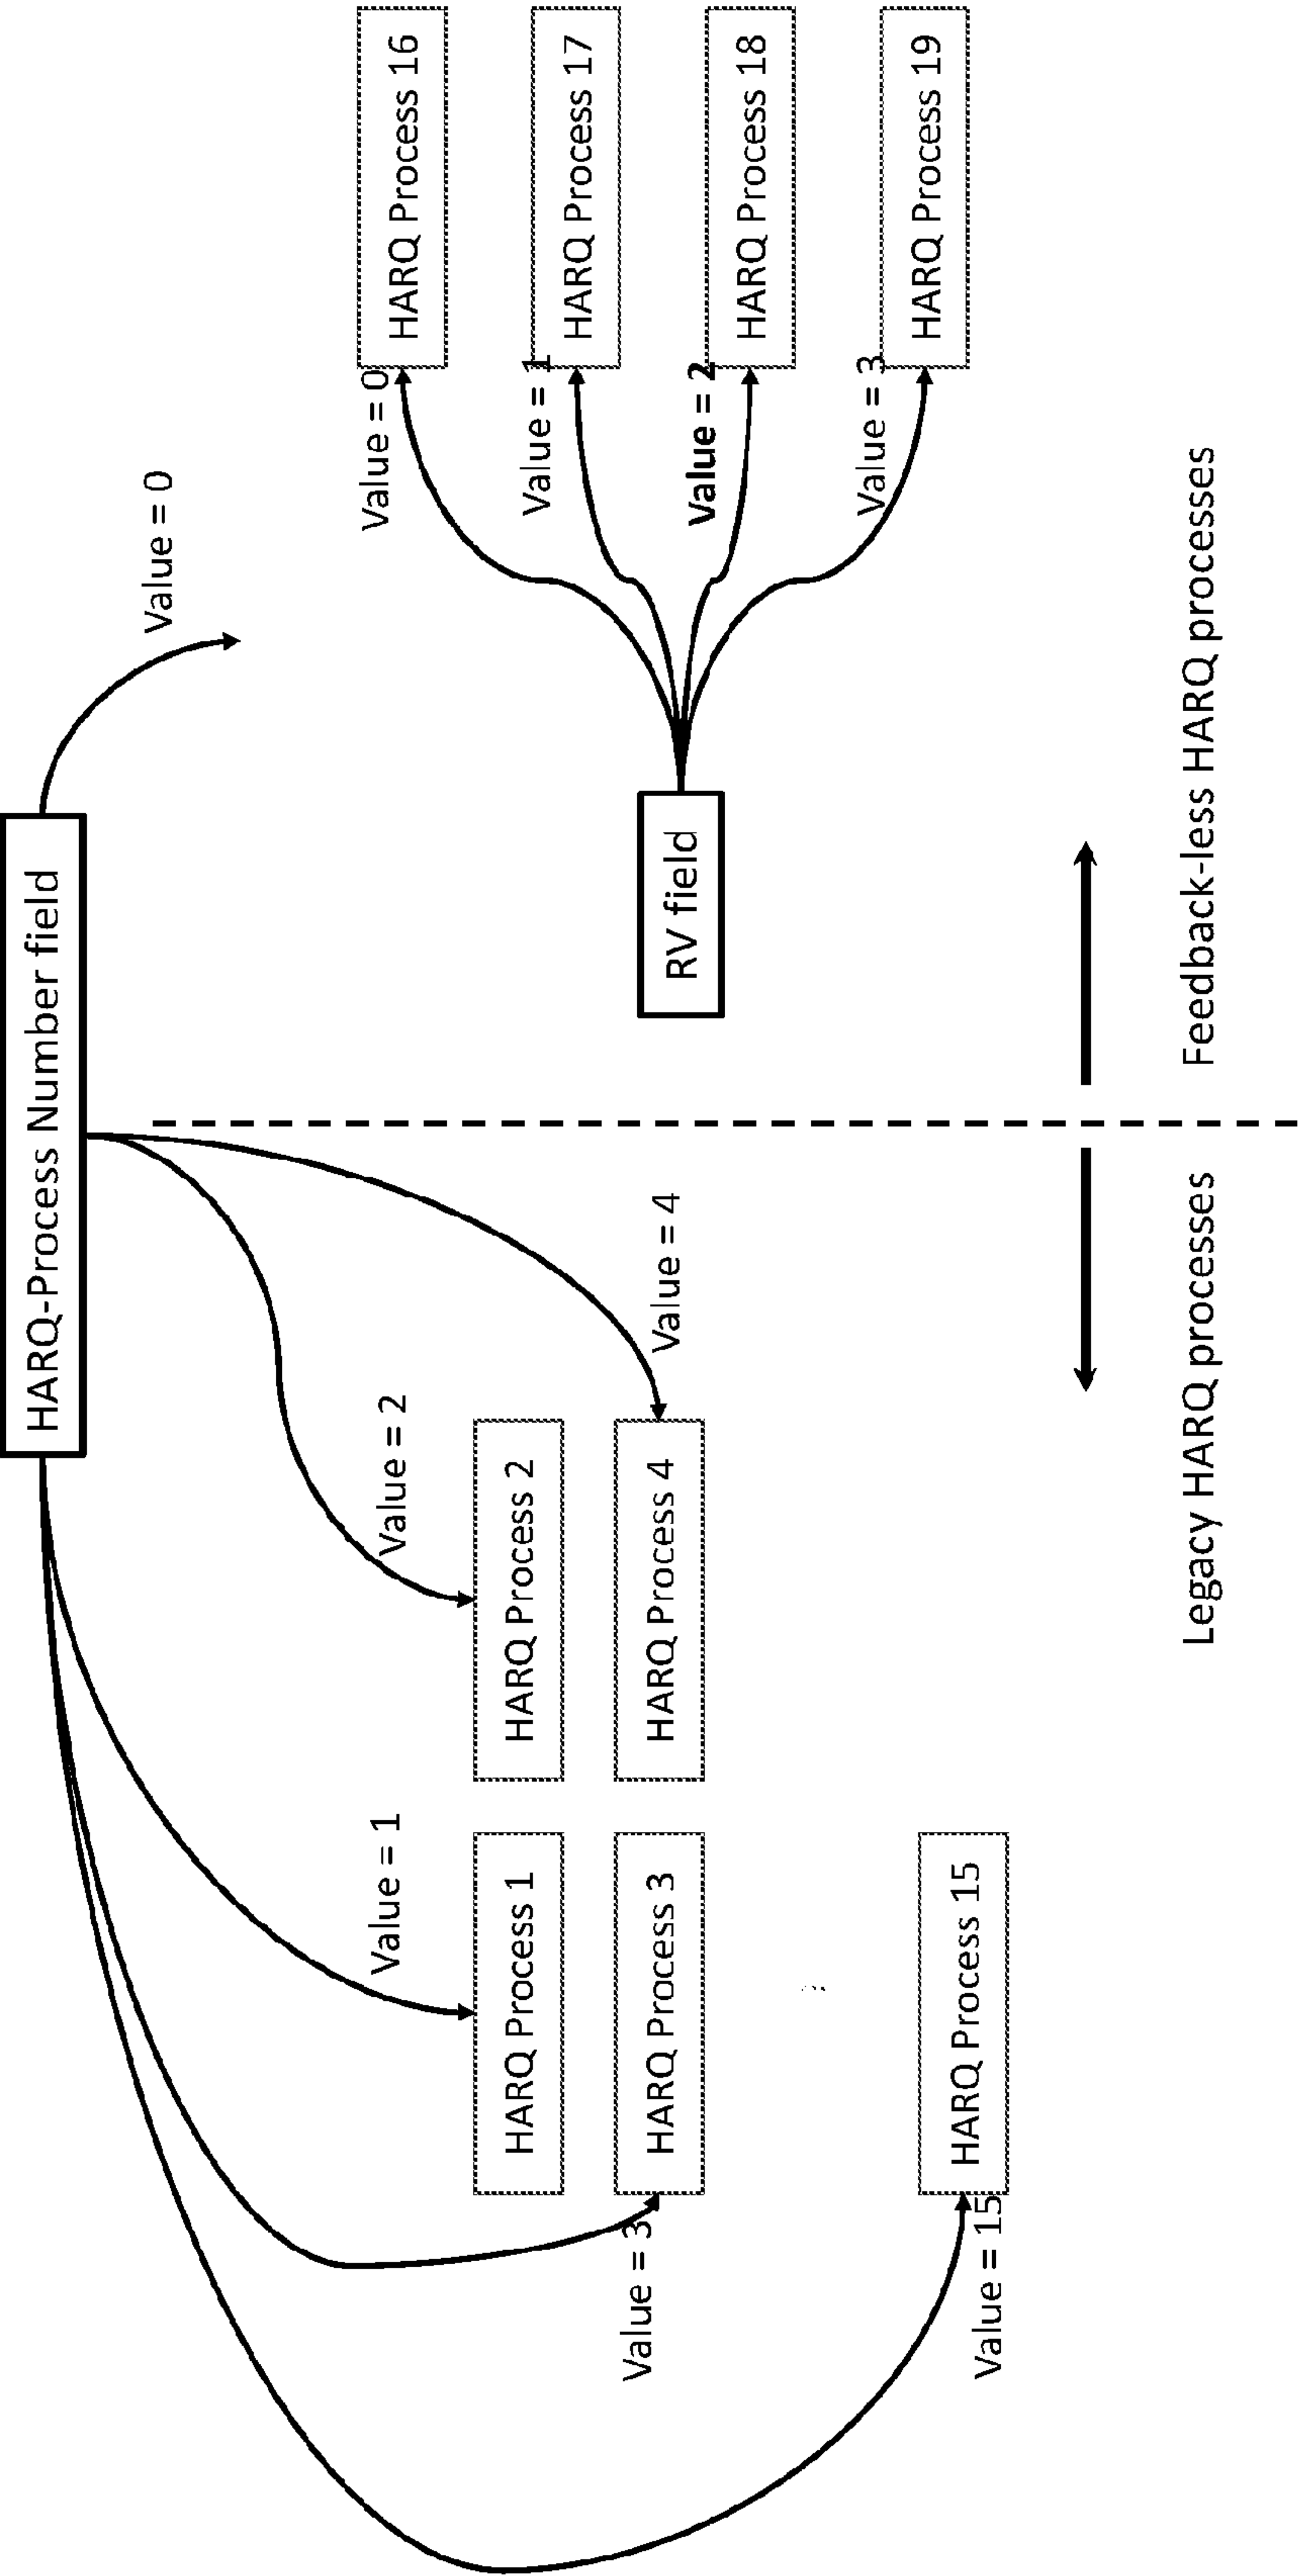 HARQ-Process Number field
Value = 0
Value = 1
Value = 2
Value = 3
Value = 4
Value = 15
HARQ Process 1
HARQ Process 2
HARQ Process 3
HARQ Process 4
HARQ Process 15
RV field
Value = 0
HARQ Process 16
Value = 1
HARQ Process 17
Value = 2
HARQ Process 18
Value = 3
HARQ Process 19
Legacy HARQ processes
Feedback-less HARQ processes